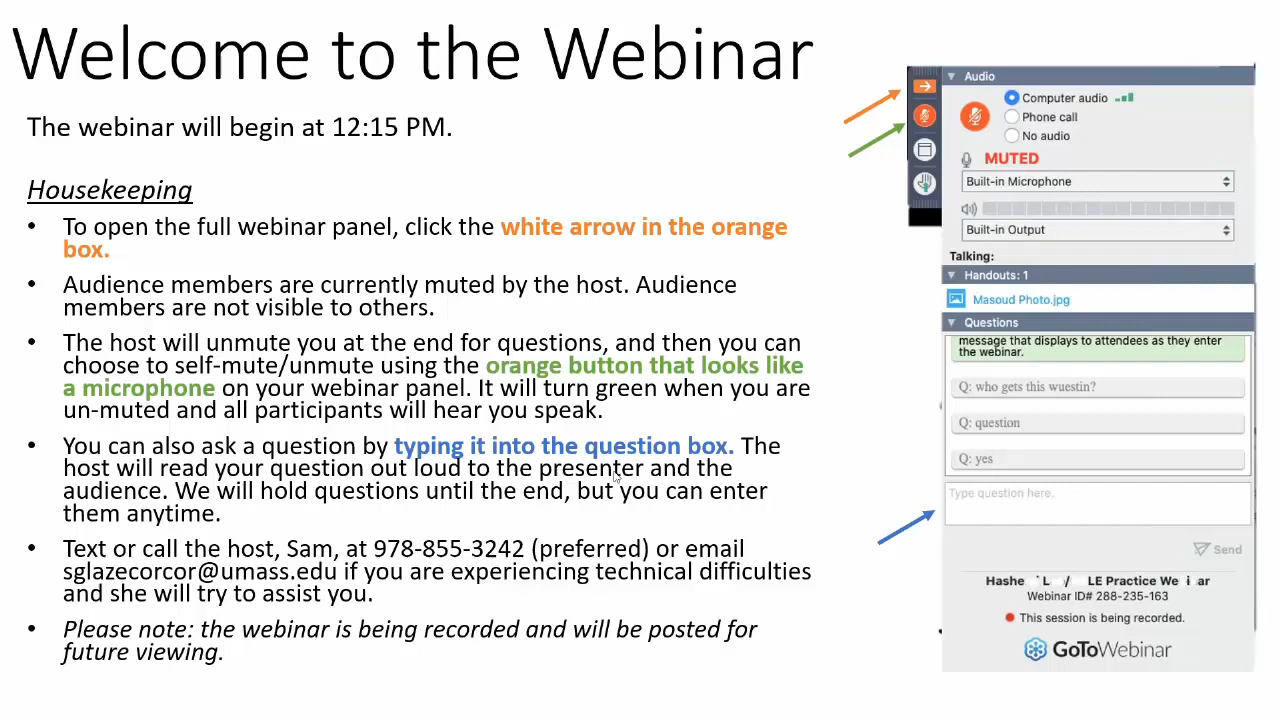 Welcome to the Webinar
The webinar will begin at 12:15 PM.
Housekeeping
• To open the full webinar panel, click the white arrow in the orange
box.
• Audience members are currently muted by the host. Audience
members are not visible to others.
• The host will unmute you at the end for questions, and then you can
choose to self-mute/unmute using the orange button that looks like
a microphone on your webinar panel. It will turn green when you are
un-muted and all participants will hear you speak.
• You can also ask a question by typing it into the question box. The
host will read your question out loud to the presenter and the
audience. We will hold questions until the end, but you can enter
them anytime.
• Text or call the host, Sam, at 978-855-3242 (preferred) or email
sglazecorcor@umass.edu if you are experiencing technical difficulties
and she will try to assist you.
• Please note: the webinar is being recorded and will be posted for
future viewing.
Audio
Computer audio
Phone call
No audio
MUTED
Built-in Microphone
Built-in Output
Talking:
Handouts: 1
Masoud Photo.jpg
Questions
message that displays to attendees as they enter
the webinar.
Q: who gets this wuestin?
Q: question
Q: yes
Type question here.
Send
Practice
Webinar ID# 288-235-163
This session is being recorded.
GoToWebinar